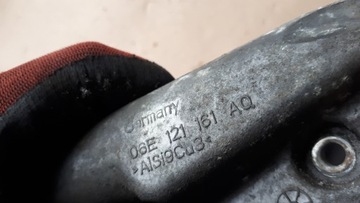 Germany
06E 121 161 AQ
>AlSi9Cu3<